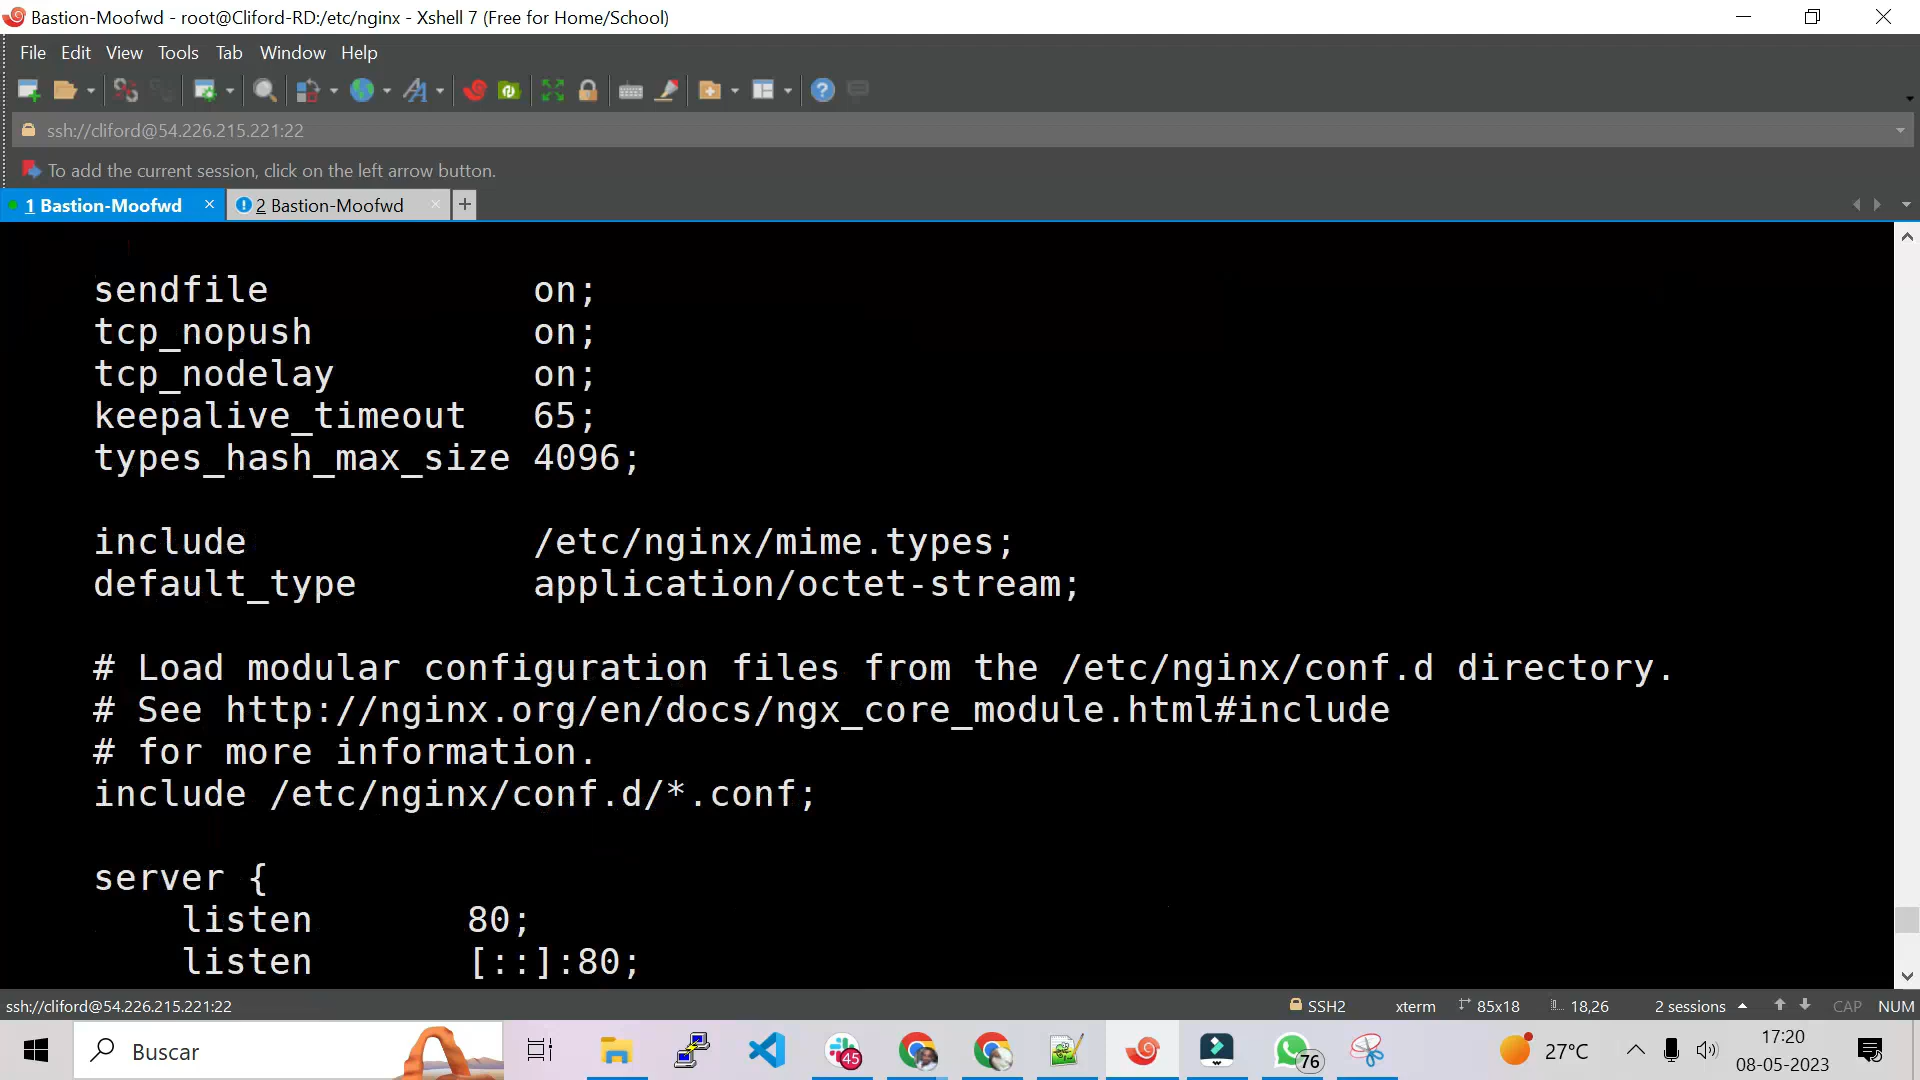 Bastion-Moofwd - root@Cliford-RD:/etc/nginx - Xshell 7 (Free for Home/School)
File Edit View Tools Tab Window Help
ssh://cliford@54.226.215.221:22
To add the current session, click on the left arrow button.
1 Bastion-Moofwd
2 Bastion-Moofwd
sendfile on;
tcp_nopush on;
tcp_nodelay on;
keepalive_timeout 65;
types_hash_max_size 4096;
include /etc/nginx/mime.types;
default_type application/octet-stream;
# Load modular configuration files from the /etc/nginx/conf.d directory.
# See http://nginx.org/en/docs/ngx_core_module.html#include
# for more information.
include /etc/nginx/conf.d/*.conf;
server {
listen 80;
listen [::]:80;
ssh://cliford@54.226.215.221:22 SSH2 xterm 85x18 18,26 2 sessions CAP NUM
Buscar 45 76 27°C 17:20
08-05-2023